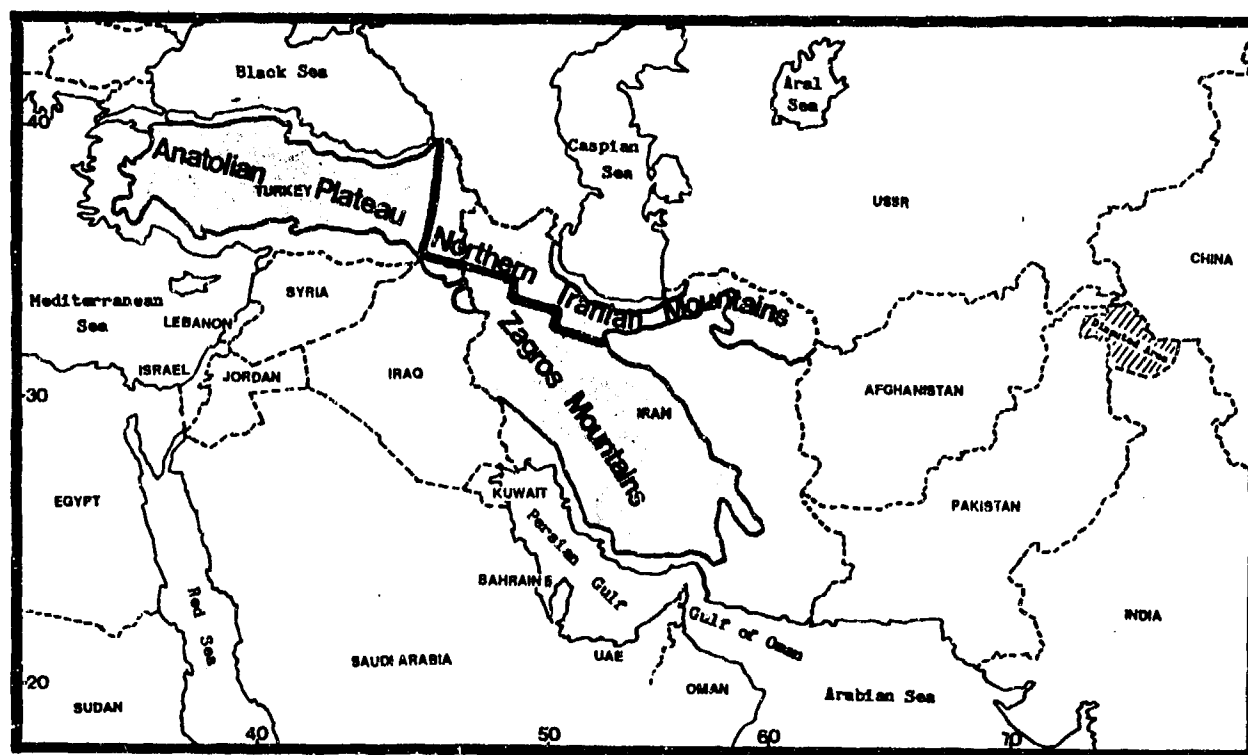 Black Sea
Aral
Sea
40
Caspian
Sea
Anatolian
Plateau
TURKEY
USSR
CHINA
Northern
Iranian
Mountains
SYRIA
Mediterranean
Sea
LEBANON
Disputed Area
Zagros
Mountains
ISRAEL
JORDAN
IRAQ
30
IRAN
AFGHANISTAN
EGYPT
KUWAIT
PAKISTAN
Persian
Gulf
BAHRAIN
Red
Sea
Gulf of Oman
INDIA
SAUDI ARABIA
UAE
20
OMAN
Arabian Sea
SUDAN
40
50
60
70